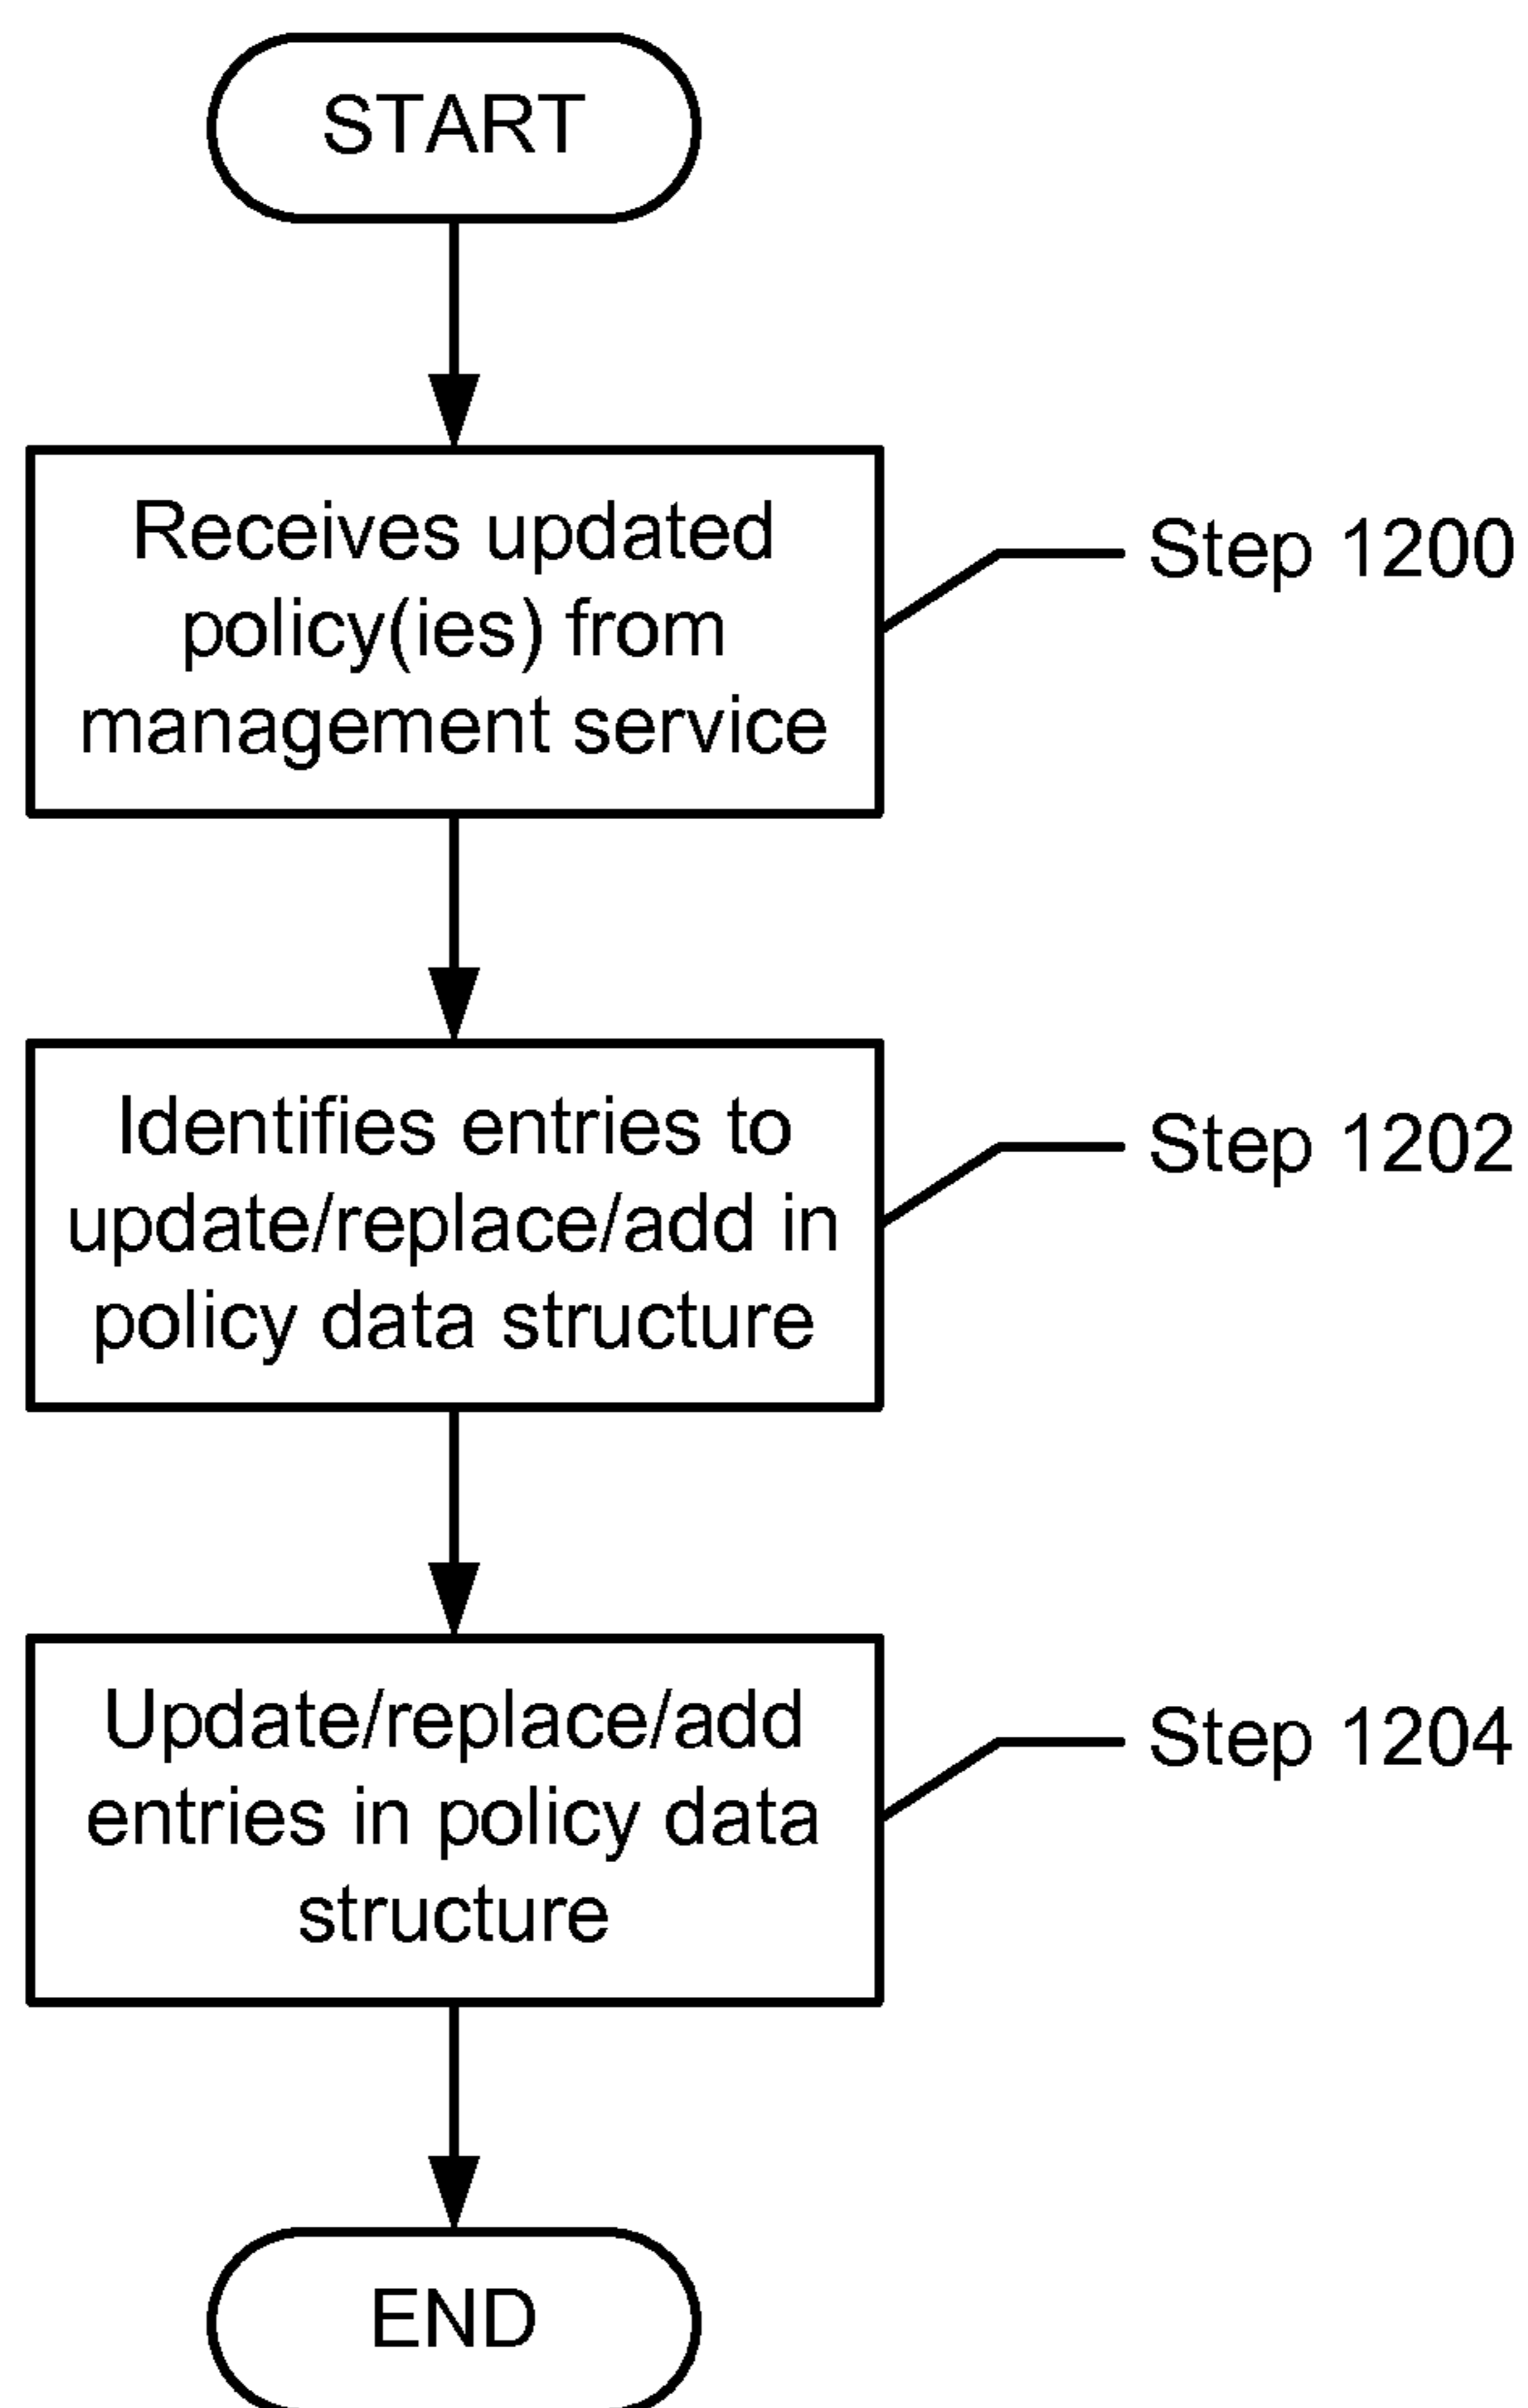 START
Receives updated
policy(ies) from
management service
Step 1200
Identifies entries to
update/replace/add in
policy data structure
Step 1202
Update/replace/add
entries in policy data
structure
Step 1204
END